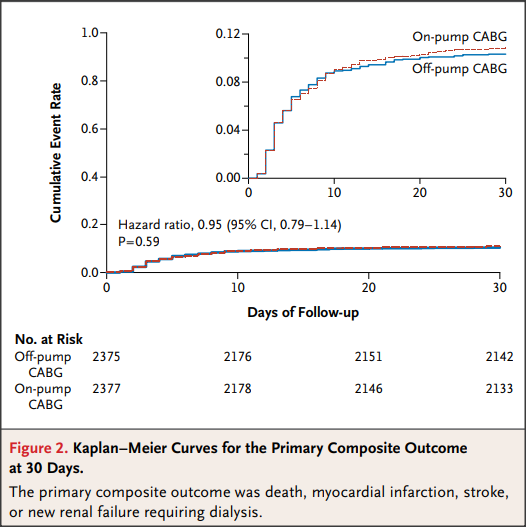 1.0
0.8
0.6
0.4
0.2
0.0
Cumulative Event Rate
0.12
0.08
0.04
0.00
On-pump CABG
Off-pump CABG
0
10
20
30
Hazard ratio, 0.95 (95% CI, 0.79–1.14)
P=0.59
0
10
20
30
Days of Follow-up
No. at Risk
Off-pump 2375 2176 2151 2142
CABG
On-pump 2377 2178 2146 2133
CABG
Figure 2. Kaplan–Meier Curves for the Primary Composite Outcome
at 30 Days.
The primary composite outcome was death, myocardial infarction, stroke,
or new renal failure requiring dialysis.